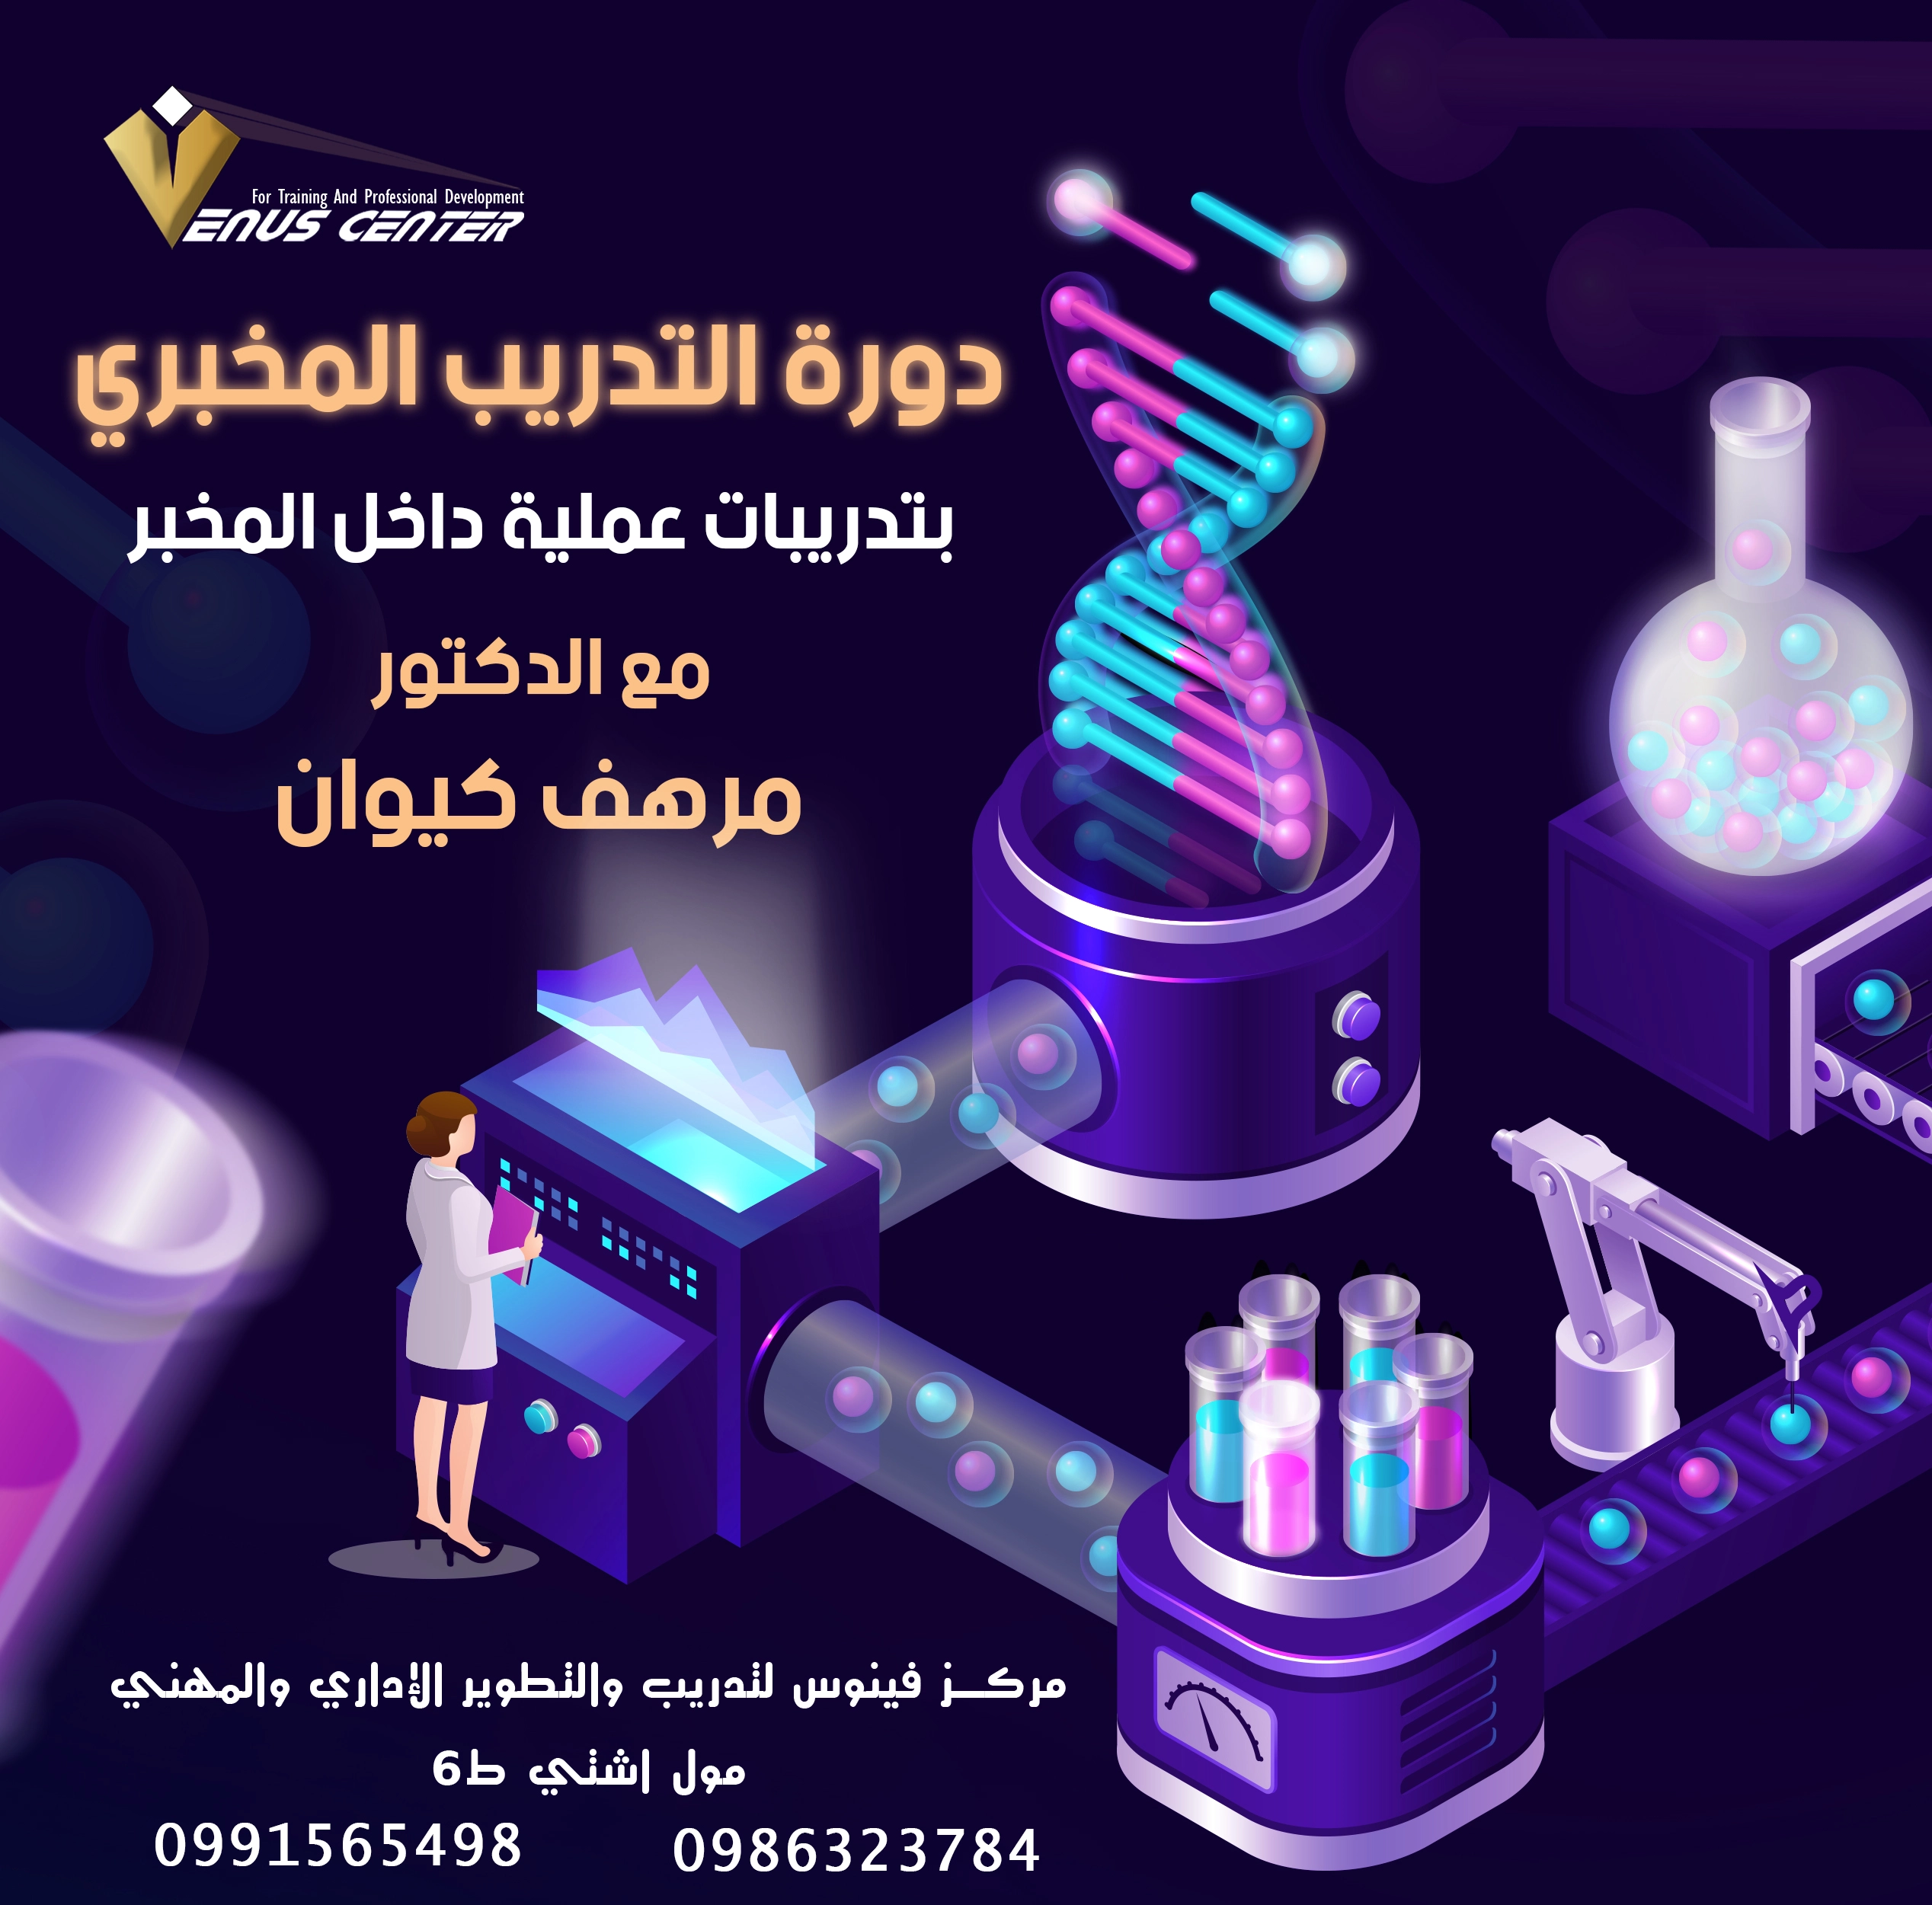 For Training And Professional Development
VENUS CENTER
دورة التدريب المخبري
بتدريبات عملية داخل المخبر
مع الدكتور
مرهف كيوان
مركــز فينوس لتدريب والتطوير الإداري والمهني
مول اشتي ط6
0991565498
0986323784